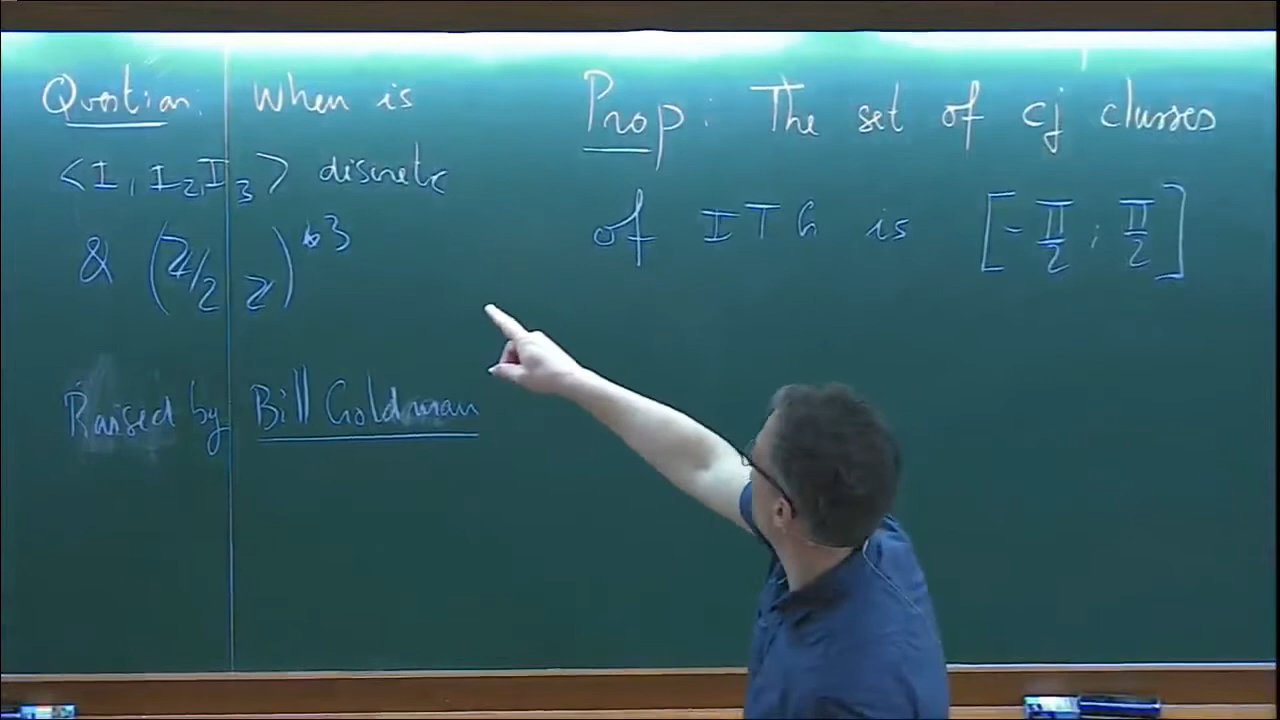 Question: When is
<I₁, I₂, I₃> discrete
& (ℤ/2ℤ)^{*3}
Raised by Bill Goldman
Prop: The set of cj classes
of ITG is [-π/2 ; π/2]